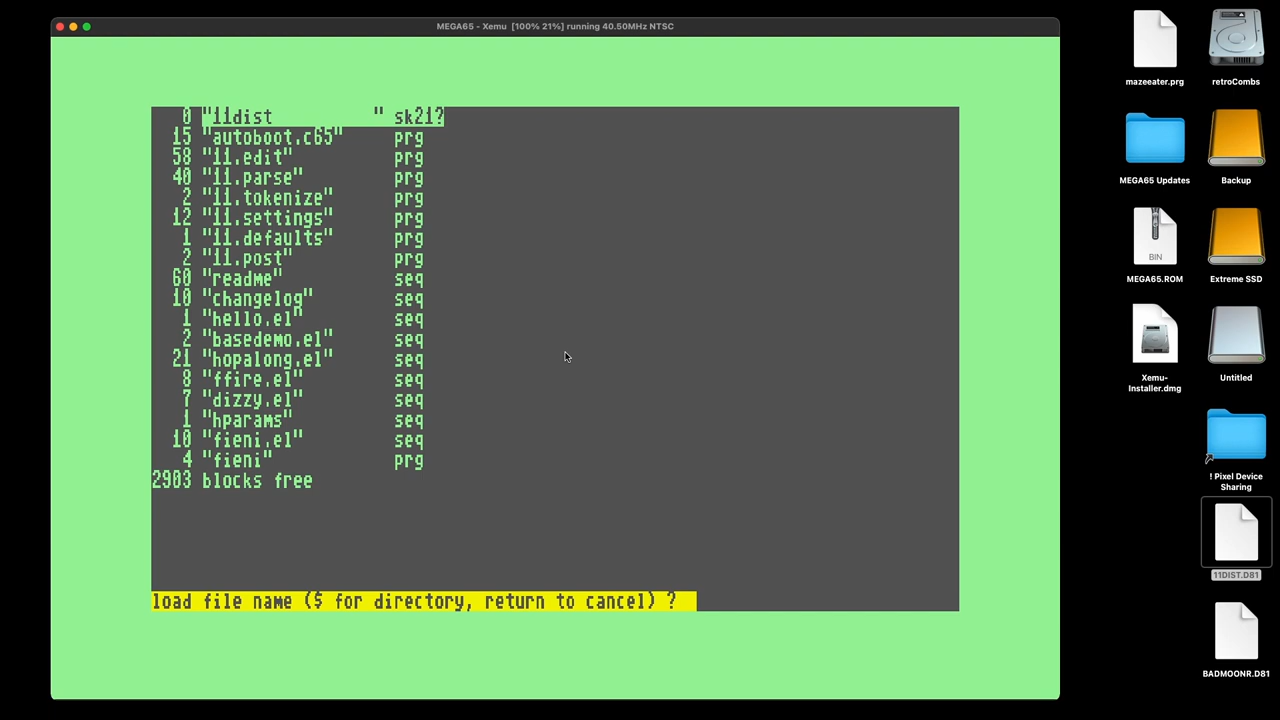 MEGA65 - Xemu [100% 21%] running 40.50MHz NTSC
0 "11dist          " sk21?
15 "autoboot.c65"     prg
58 "11.edit"          prg
40 "11.parse"         prg
2 "11.tokenize"      prg
12 "11.settings"      prg
1 "11.defaults"      prg
2 "11.post"          prg
60 "readme"           seq
10 "changelog"        seq
1 "hello.el"         seq
2 "basedemo.el"      seq
21 "hopalong.el"      seq
8 "ffire.el"         seq
7 "dizzy.el"         seq
1 "hparams"          seq
10 "fieni.el"         seq
4 "fieni"            prg
2903 blocks free
load file name ($ for directory, return to cancel) ?
mazeeater.prg
retroCombs
MEGA65 Updates
Backup
BIN
MEGA65.ROM
Extreme SSD
Xemu-
Installer.dmg
Untitled
! Pixel Device
Sharing
11DIST.D81
BADMOONR.D81